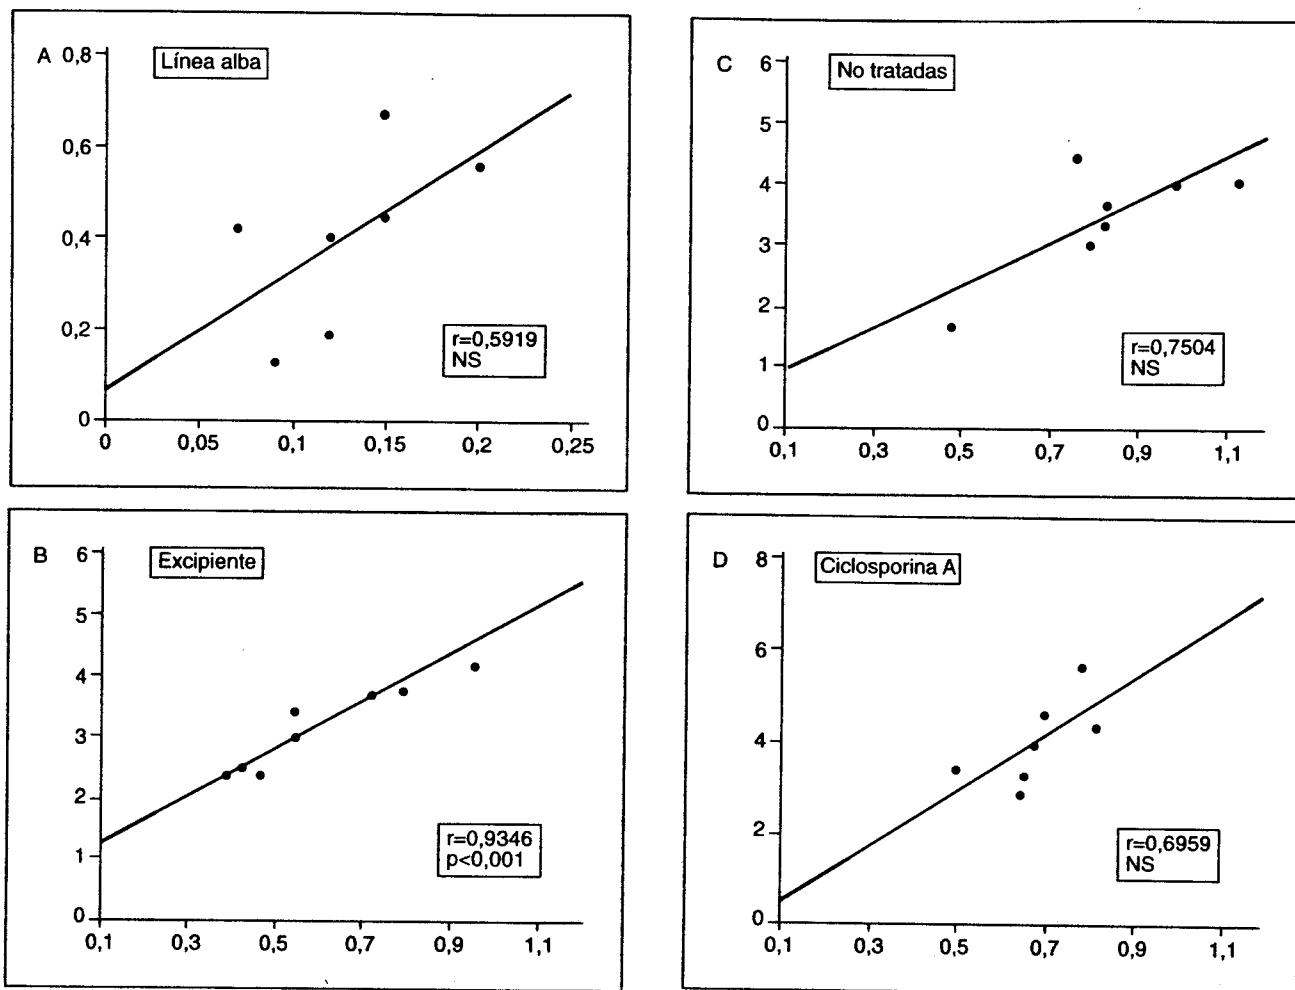 A
Línea alba
0,8
0,6
0,4
0,2
0
0 0,05 0,1 0,15 0,2 0,25
r=0,5919
NS
C
No tratadas
6
5
4
3
2
1
0
0,1 0,3 0,5 0,7 0,9 1,1
r=0,7504
NS
B
Excipiente
6
5
4
3
2
1
0
0,1 0,3 0,5 0,7 0,9 1,1
r=0,9346
p<0,001
D
Ciclosporina A
8
6
4
2
0
0,1 0,3 0,5 0,7 0,9 1,1
r=0,6959
NS